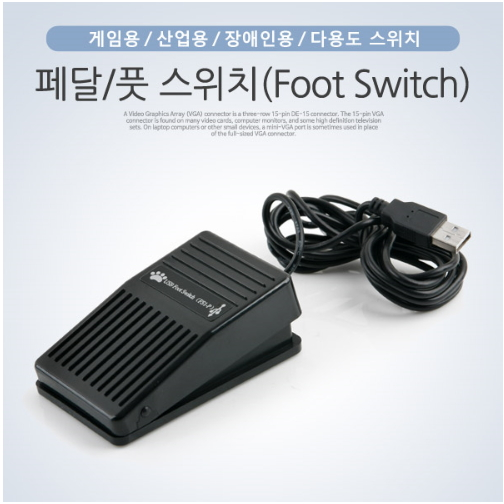 게임용 / 산업용 / 장애인용 / 다용도 스위치
페달/풋 스위치(Foot Switch)
A Video Graphics Array (VGA) connector is a three-row 15-pin DE-15 connector. The 15-pin VGA
connector is found on many video cards, computer monitors, and some high definition television
sets. On laptop computers or other small devices, a mini-VGA port is sometimes used in place
of the full-sized VGA connector.
USB Foot Switch (FS1-P)